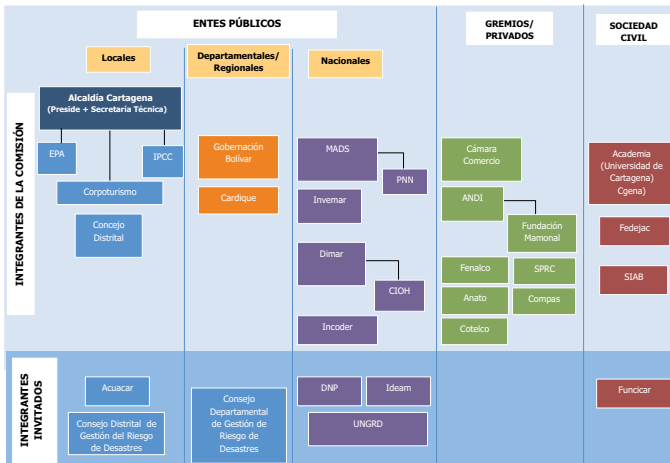 ENTES PÚBLICOS
GREMIOS/
PRIVADOS
SOCIEDAD
CIVIL
Locales
Departamentales/
Regionales
Nacionales
INTEGRANTES DE LA COMISIÓN
Alcaldía Cartagena
(Preside + Secretaría Técnica)
EPA
IPCC
Corpoturismo
Concejo
Distrital
Gobernación
Bolívar
Cardique
MADS
PNN
Invemar
Dimar
CIOH
Incoder
Cámara
Comercio
ANDI
Fundación
Mamonal
Fenalco
SPRC
Anato
Compas
Cotelco
Academia
(Universidad de
Cartagena)
Cgena)
Fedejac
SIAB
INTEGRANTES
INVITADOS
Acuacar
Consejo Distrital de
Gestión del Riesgo
de Desastres
Consejo
Departamental
de Gestión de
Riesgo de
Desastres
DNP
Ideam
UNGRD
Funcicar